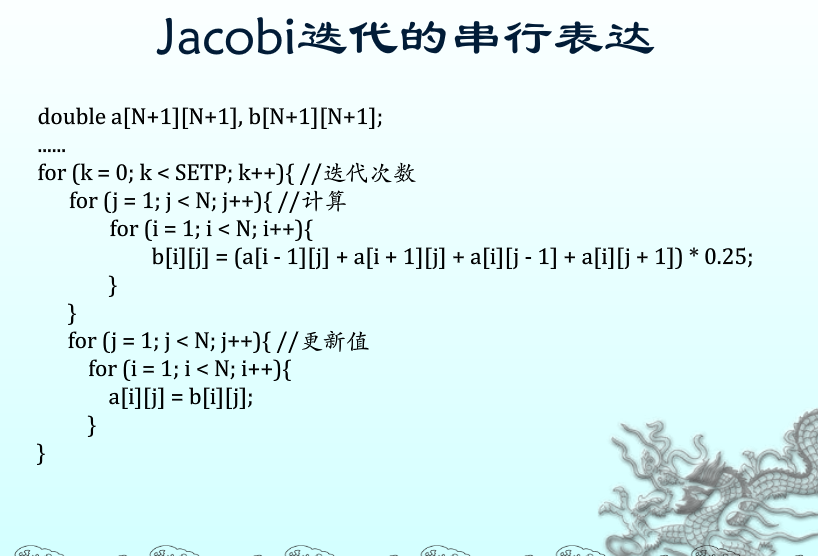 Jacobi迭代的串行表达
double a[N+1][N+1], b[N+1][N+1];
......
for (k = 0; k < SETP; k++){ //迭代次数
for (j = 1; j < N; j++){ //计算
for (i = 1; i < N; i++){
b[i][j] = (a[i - 1][j] + a[i + 1][j] + a[i][j - 1] + a[i][j + 1]) * 0.25;
}
}
for (j = 1; j < N; j++){ //更新值
for (i = 1; i < N; i++){
a[i][j] = b[i][j];
}
}